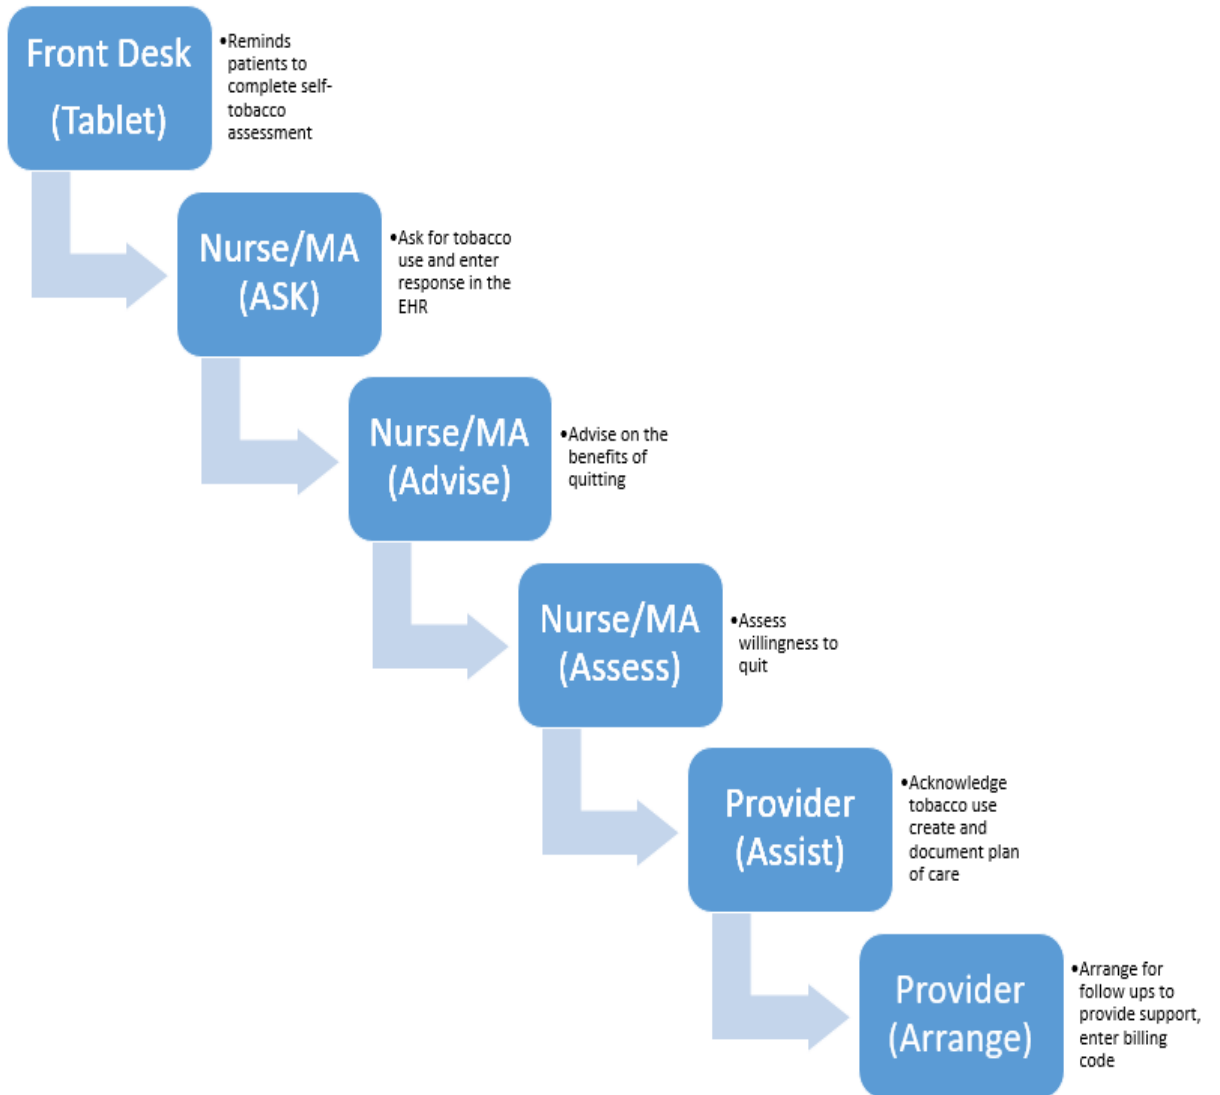 Front Desk
(Tablet)
•Reminds
patients to
complete self-
tobacco
assessment
Nurse/MA
(ASK)
•Ask for tobacco
use and enter
response in the
EHR
Nurse/MA
(Advise)
•Advise on the
benefits of
quitting
Nurse/MA
(Assess)
•Assess
willingness to
quit
Provider
(Assist)
•Acknowledge
tobacco use
create and
document plan
of care
Provider
(Arrange)
•Arrange for
follow ups to
provide support,
enter billing
code